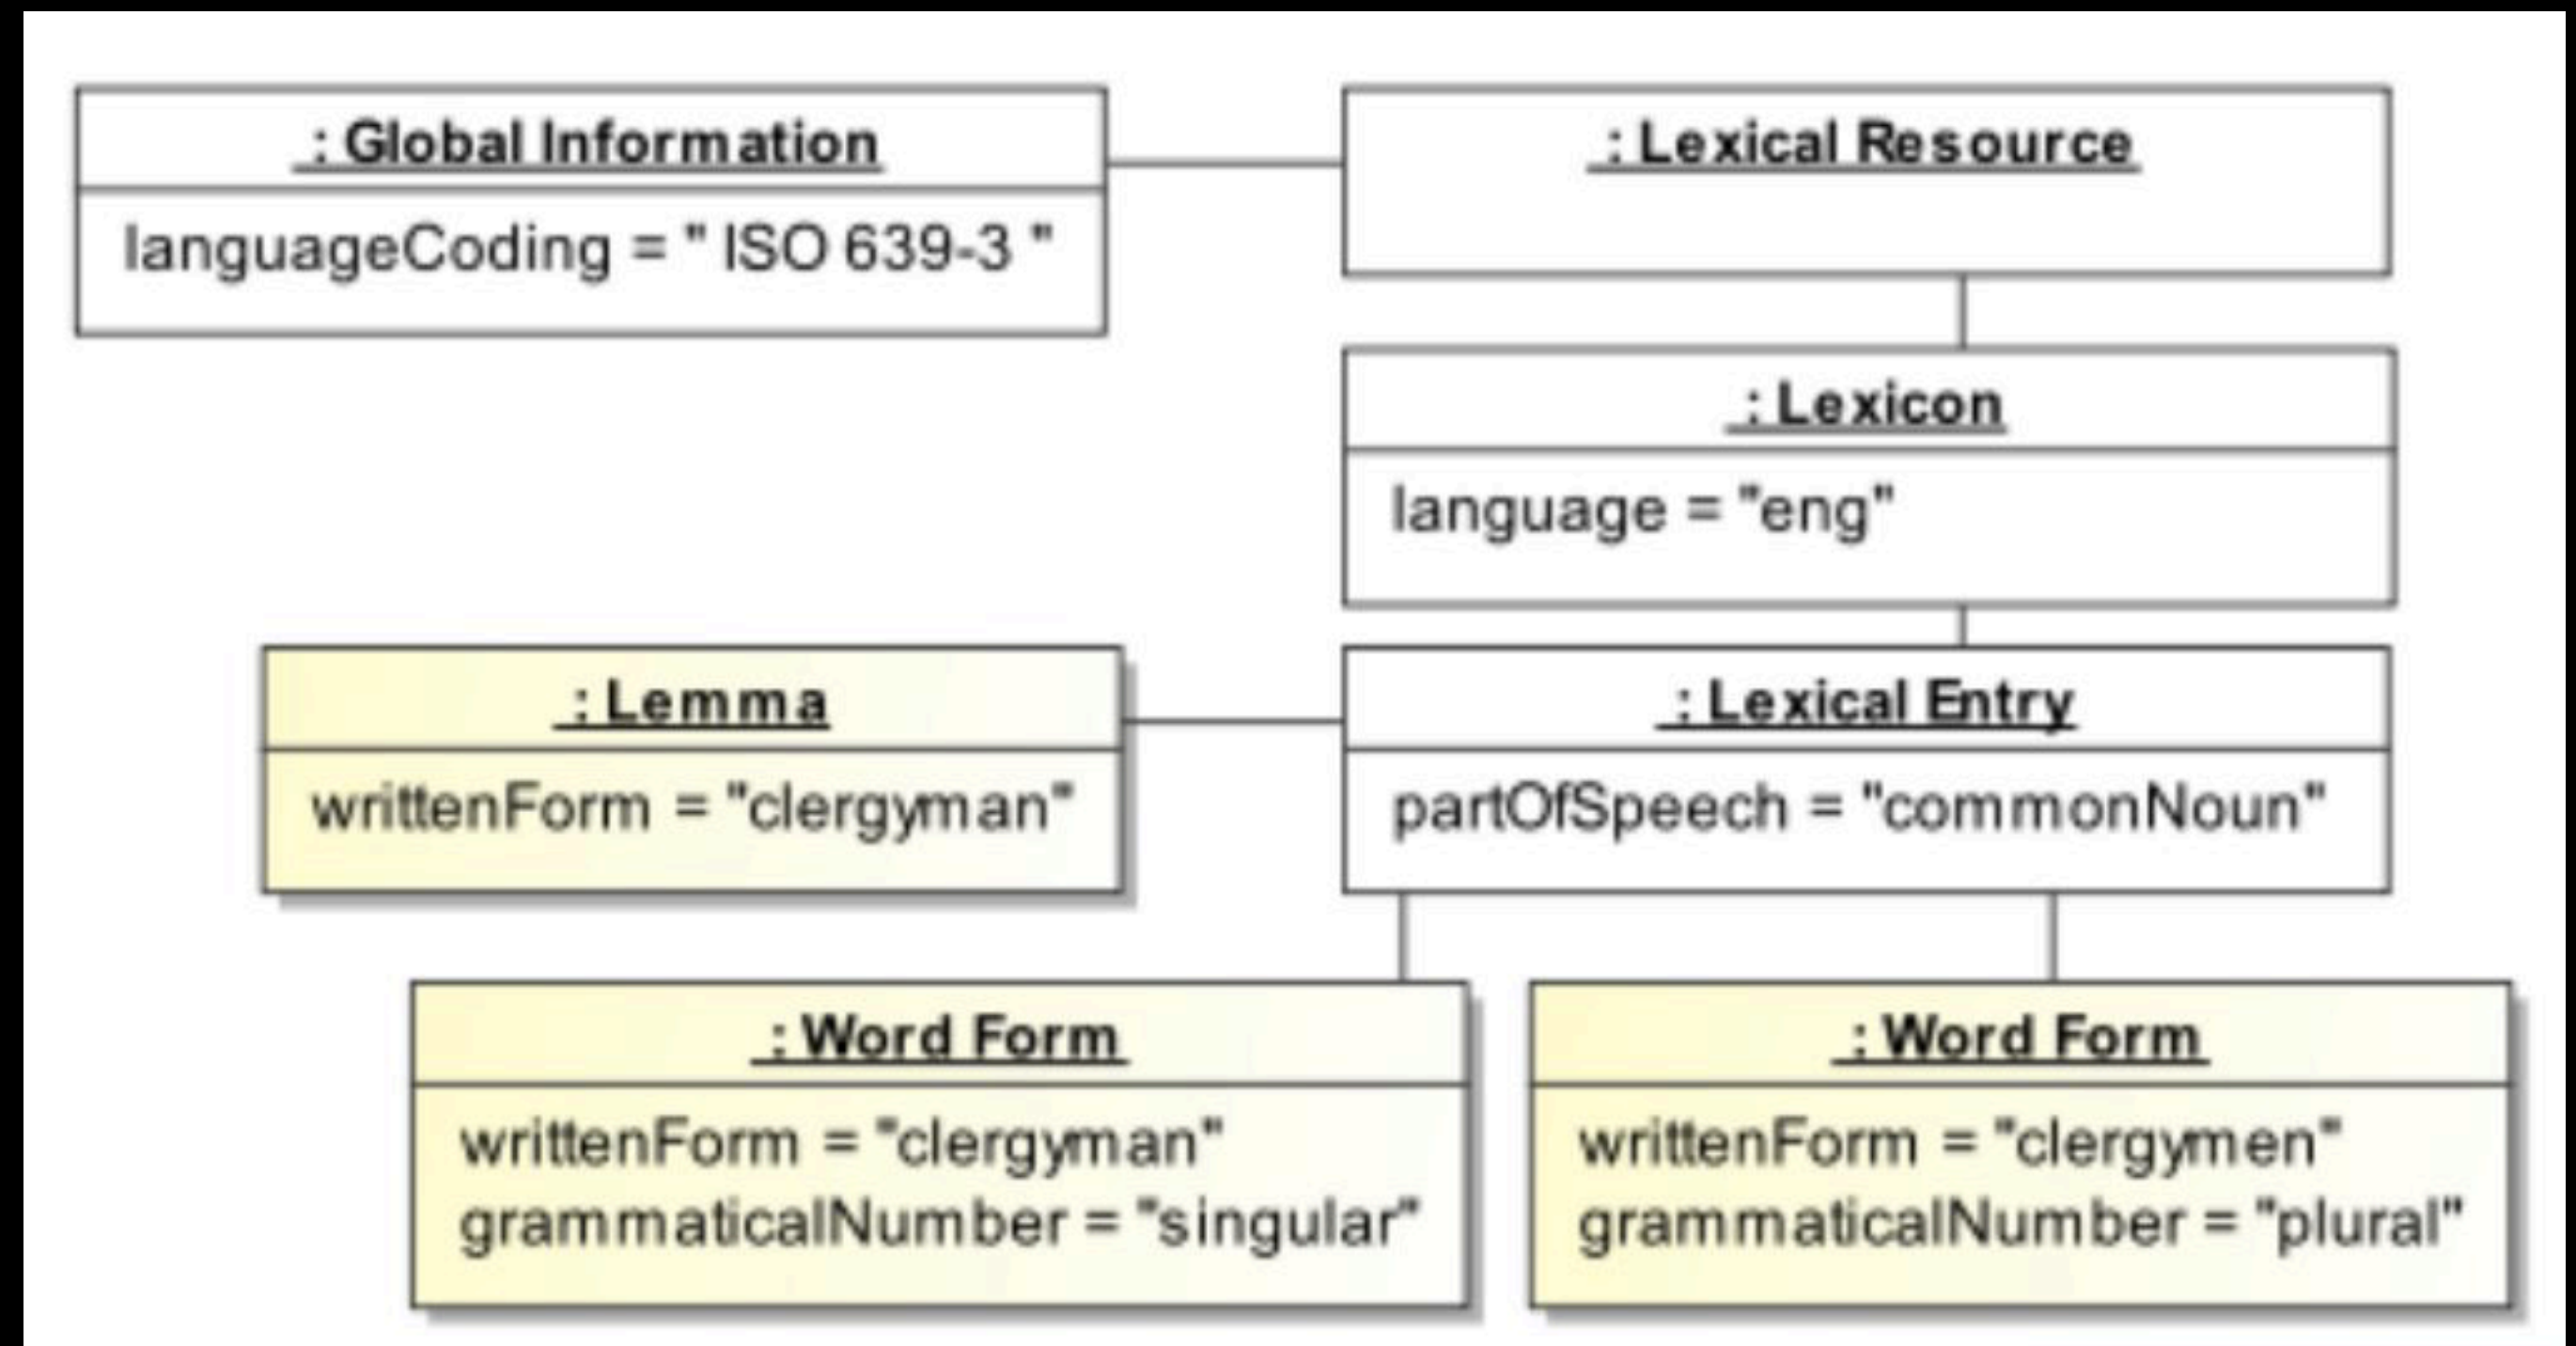 : Global Information
languageCoding = " ISO 639-3 "
: Lexical Resource
: Lexicon
language = "eng"
: Lemma
writtenForm = "clergyman"
: Lexical Entry
partOfSpeech = "commonNoun"
: Word Form
writtenForm = "clergyman"
grammaticalNumber = "singular"
: Word Form
writtenForm = "clergymen"
grammaticalNumber = "plural"